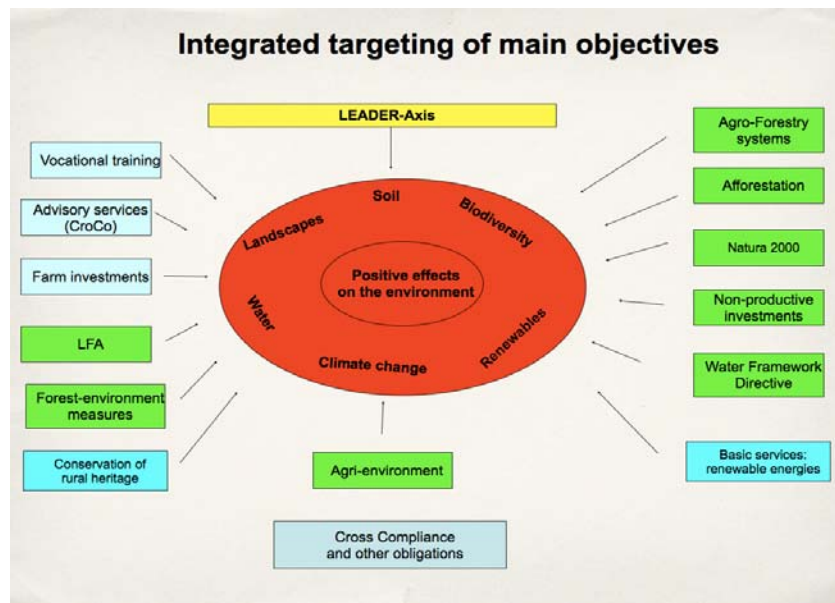 Integrated targeting of main objectives
LEADER-Axis
Vocational training
Advisory services
(CroCo)
Farm investments
LFA
Forest-environment
measures
Conservation of
rural heritage
Soil
Landscapes
Biodiversity
Positive effects
on the environment
Water
Climate change
Renewables
Agri-environment
Cross Compliance
and other obligations
Agro-Forestry
systems
Afforestation
Natura 2000
Non-productive
investments
Water Framework
Directive
Basic services:
renewable energies